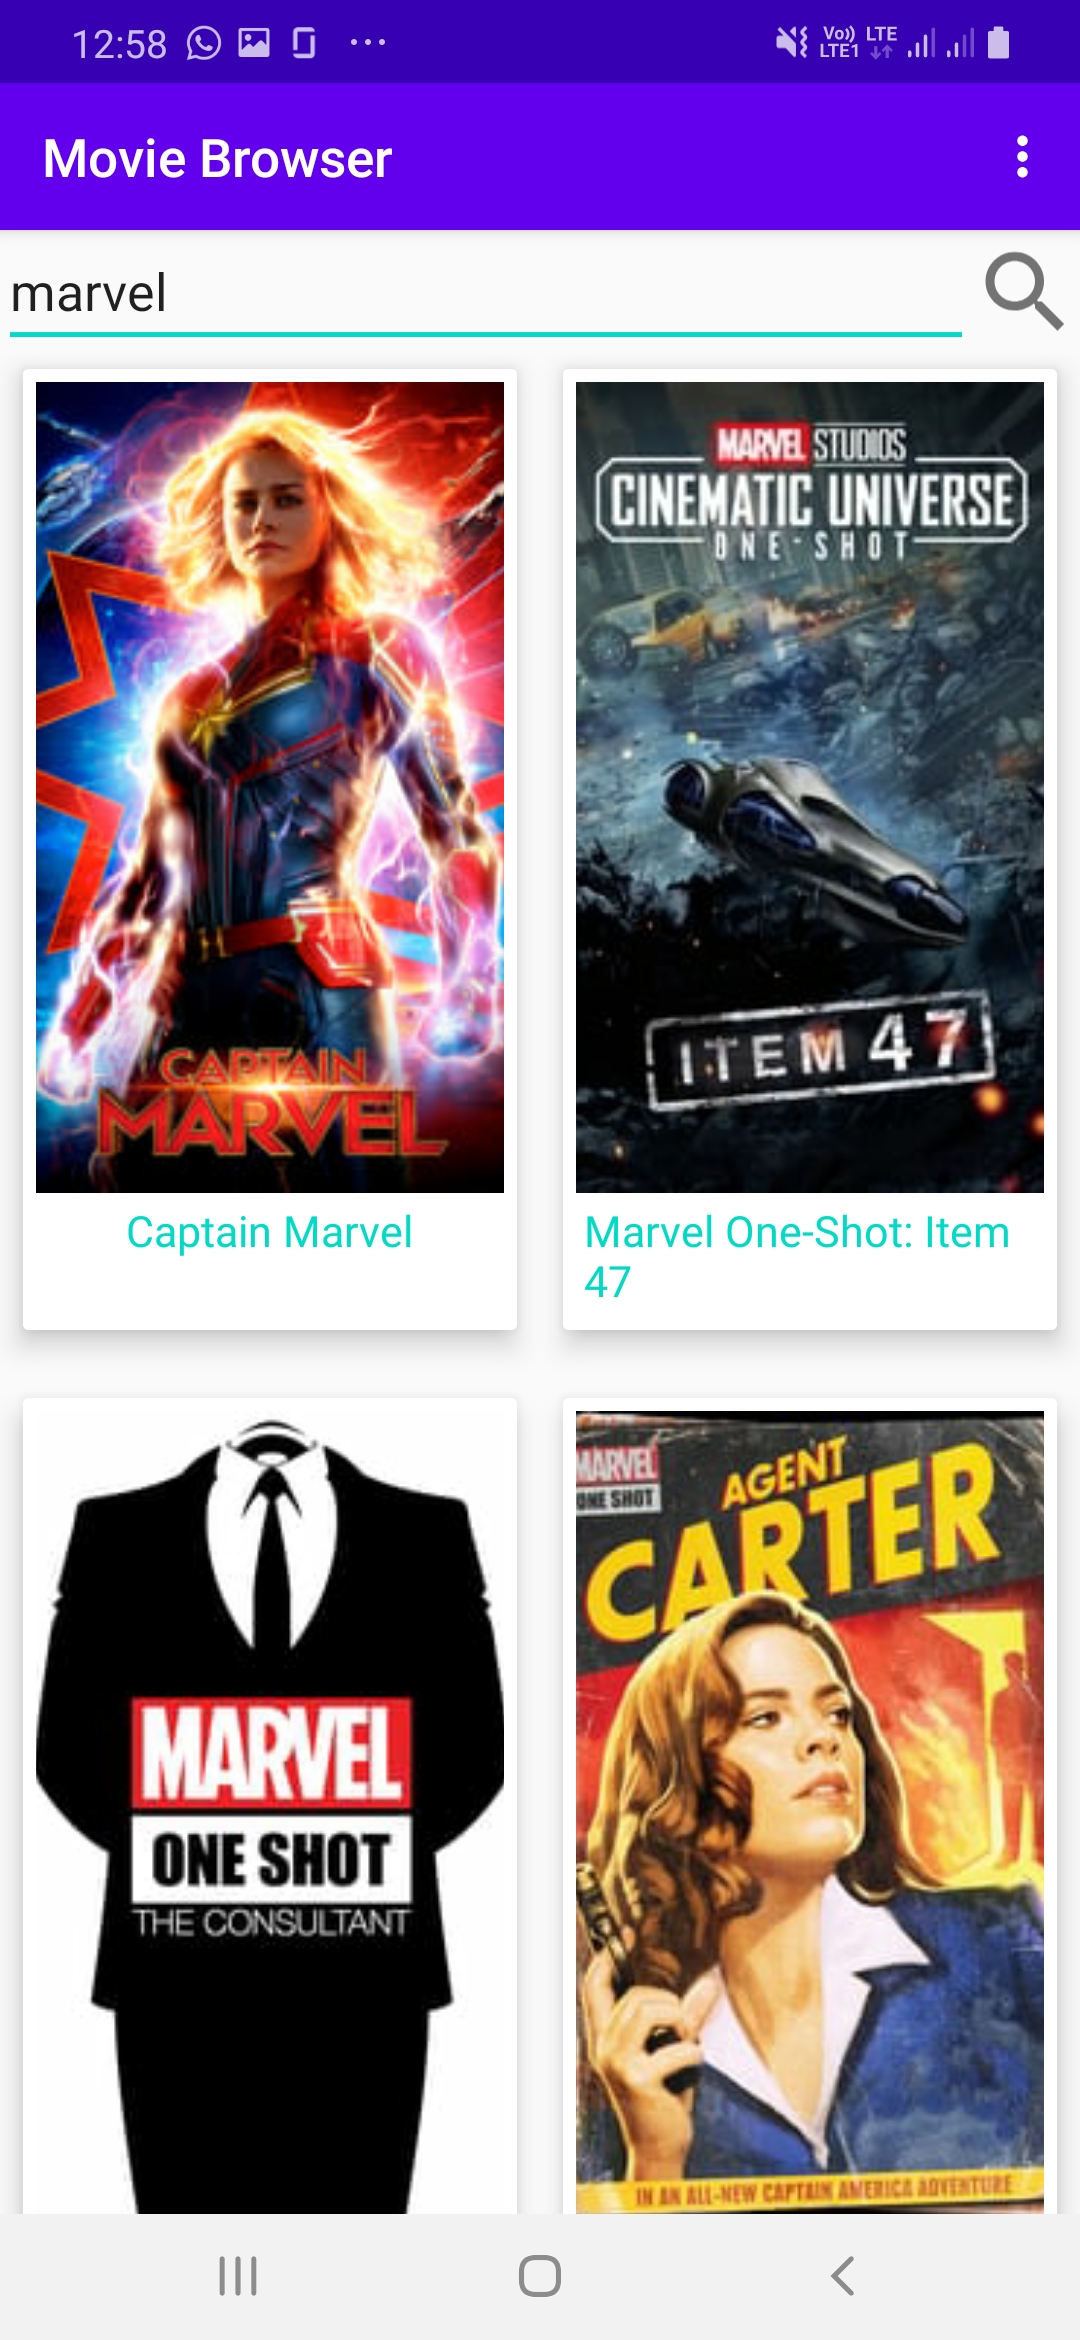 12:58
Vo)) LTE
LTE1
Movie Browser
marvel
CAPTAIN
MARVEL
Captain Marvel
MARVEL STUDIOS
CINEMATIC UNIVERSE
ONE·SHOT
ITEM 47
Marvel One-Shot: Item
47
MARVEL
ONE SHOT
THE CONSULTANT
MARVEL
ONE SHOT
AGENT
CARTER
IN AN ALL-NEW CAPTAIN AMERICA ADVENTURE